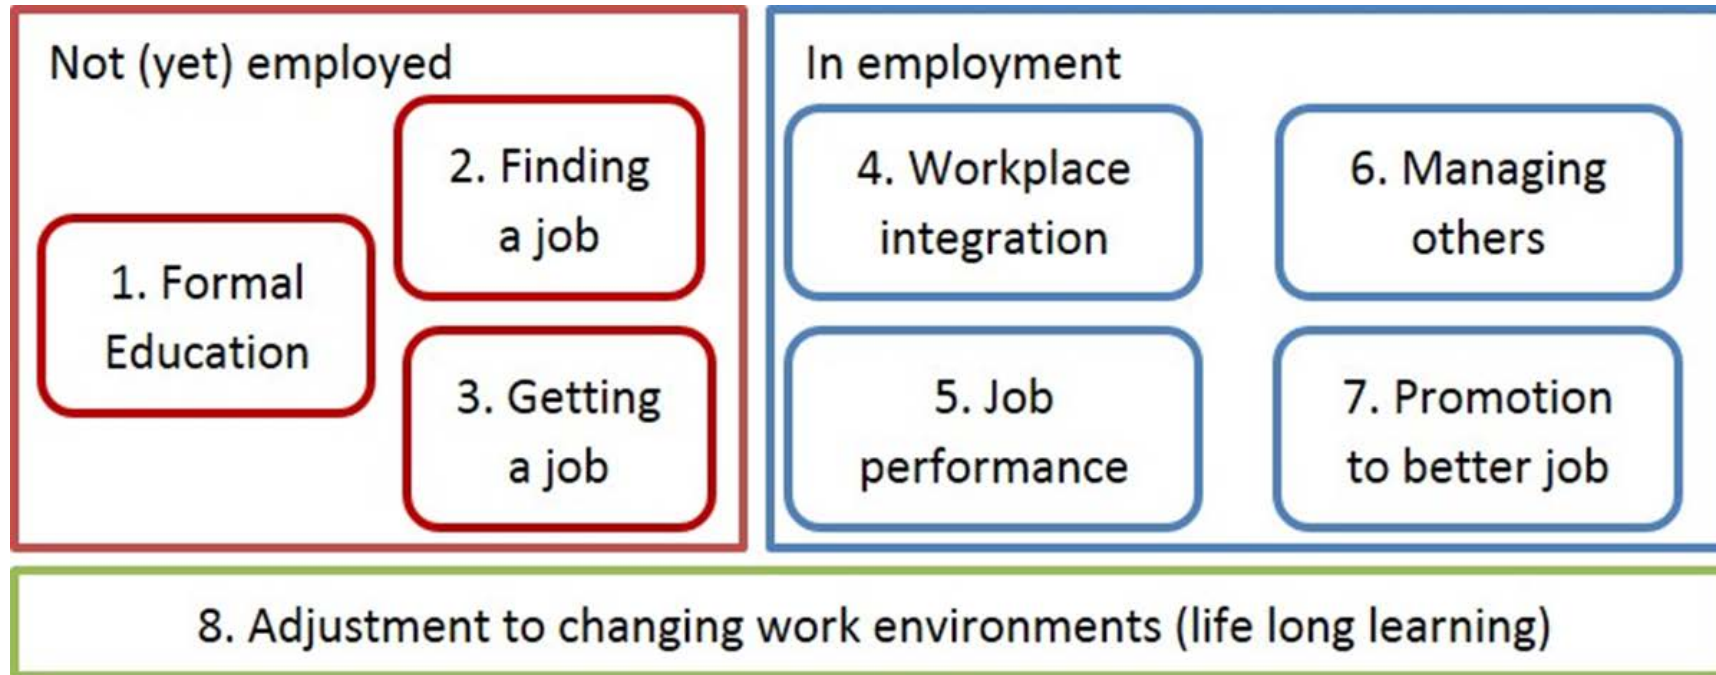 Not (yet) employed
1. Formal
Education
2. Finding
a job
3. Getting
a job
In employment
4. Workplace
integration
5. Job
performance
6. Managing
others
7. Promotion
to better job
8. Adjustment to changing work environments (life long learning)